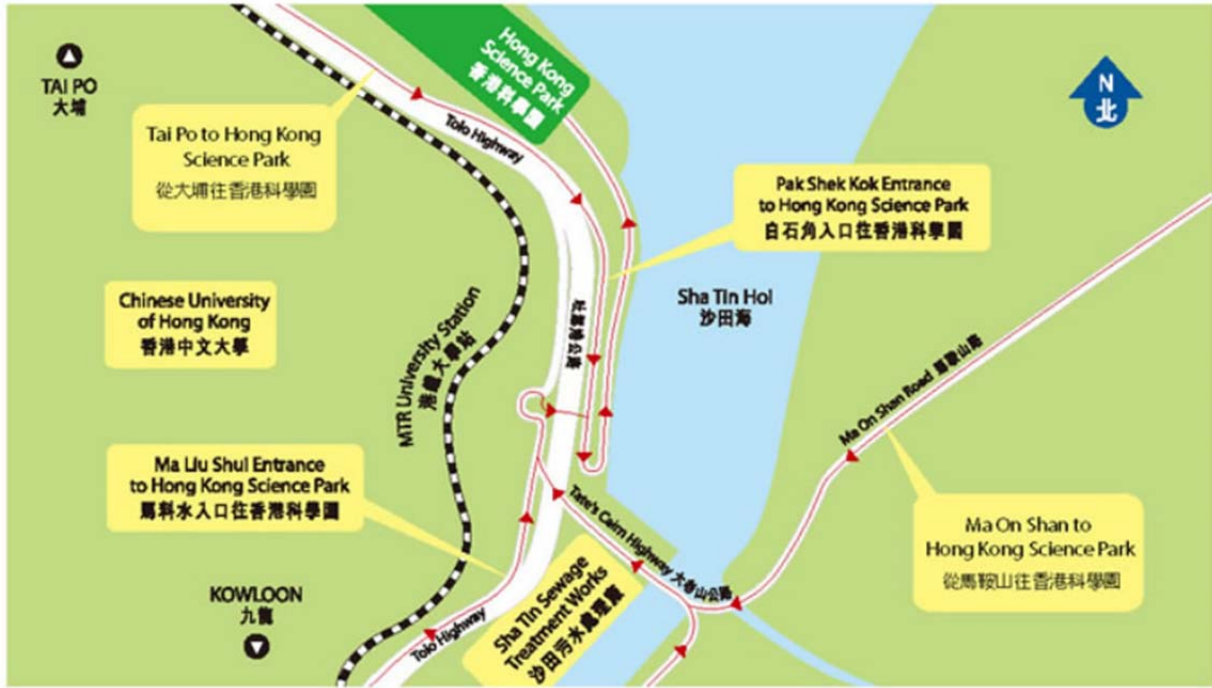 TAI PO
大埔
Tai Po to Hong Kong
Science Park
從大埔往香港科學園
Hong Kong
Science Park
香港科學園
Tolo Highway
N
北
Pak Shek Kok Entrance
to Hong Kong Science Park
白石角入口往香港科學園
Chinese University
of Hong Kong
香港中文大學
MTR University Station
港鐵大學站
吐露港公路
Sha Tin Hoi
沙田海
Ma On Shan Road 馬鞍山路
Ma Liu Shui Entrance
to Hong Kong Science Park
馬料水入口往香港科學園
Tate's Cairn Highway 大老山公路
Ma On Shan to
Hong Kong Science Park
從馬鞍山往香港科學園
KOWLOON
九龍
Tolo Highway
Sha Tin Sewage
Treatment Works
沙田污水處理廠